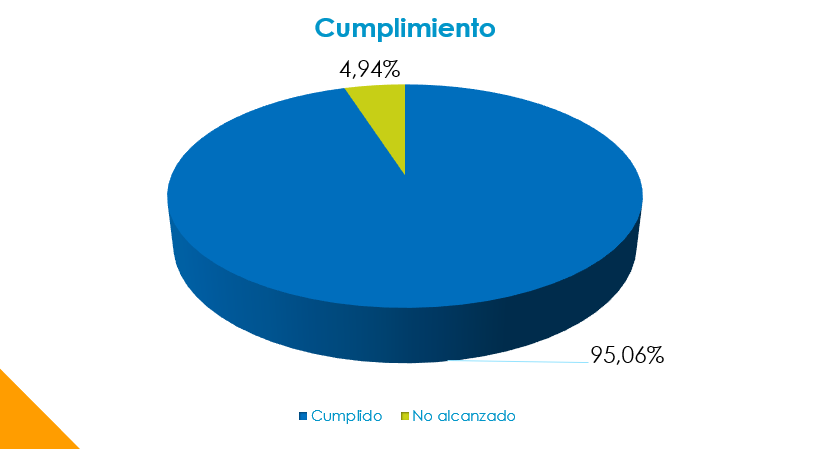 Cumplimiento
4,94%
95,06%
Cumplido No alcanzado